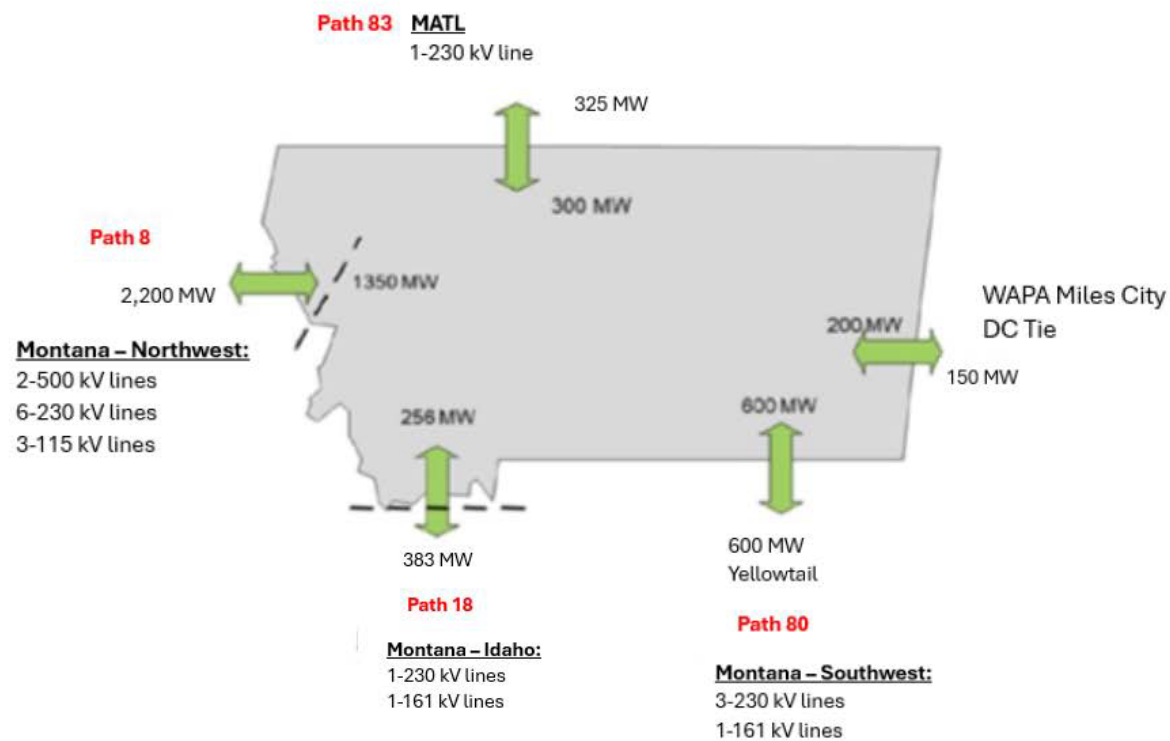 Path 83 MATL
1-230 kV line
325 MW
300 MW
Path 8
2,200 MW
1350 MW
Montana – Northwest:
2-500 kV lines
6-230 kV lines
3-115 kV lines
WAPA Miles City
DC Tie
200 MW
150 MW
256 MW
383 MW
Path 18
Montana – Idaho:
1-230 kV lines
1-161 kV lines
600 MW
600 MW
Yellowtail
Path 80
Montana – Southwest:
3-230 kV lines
1-161 kV lines